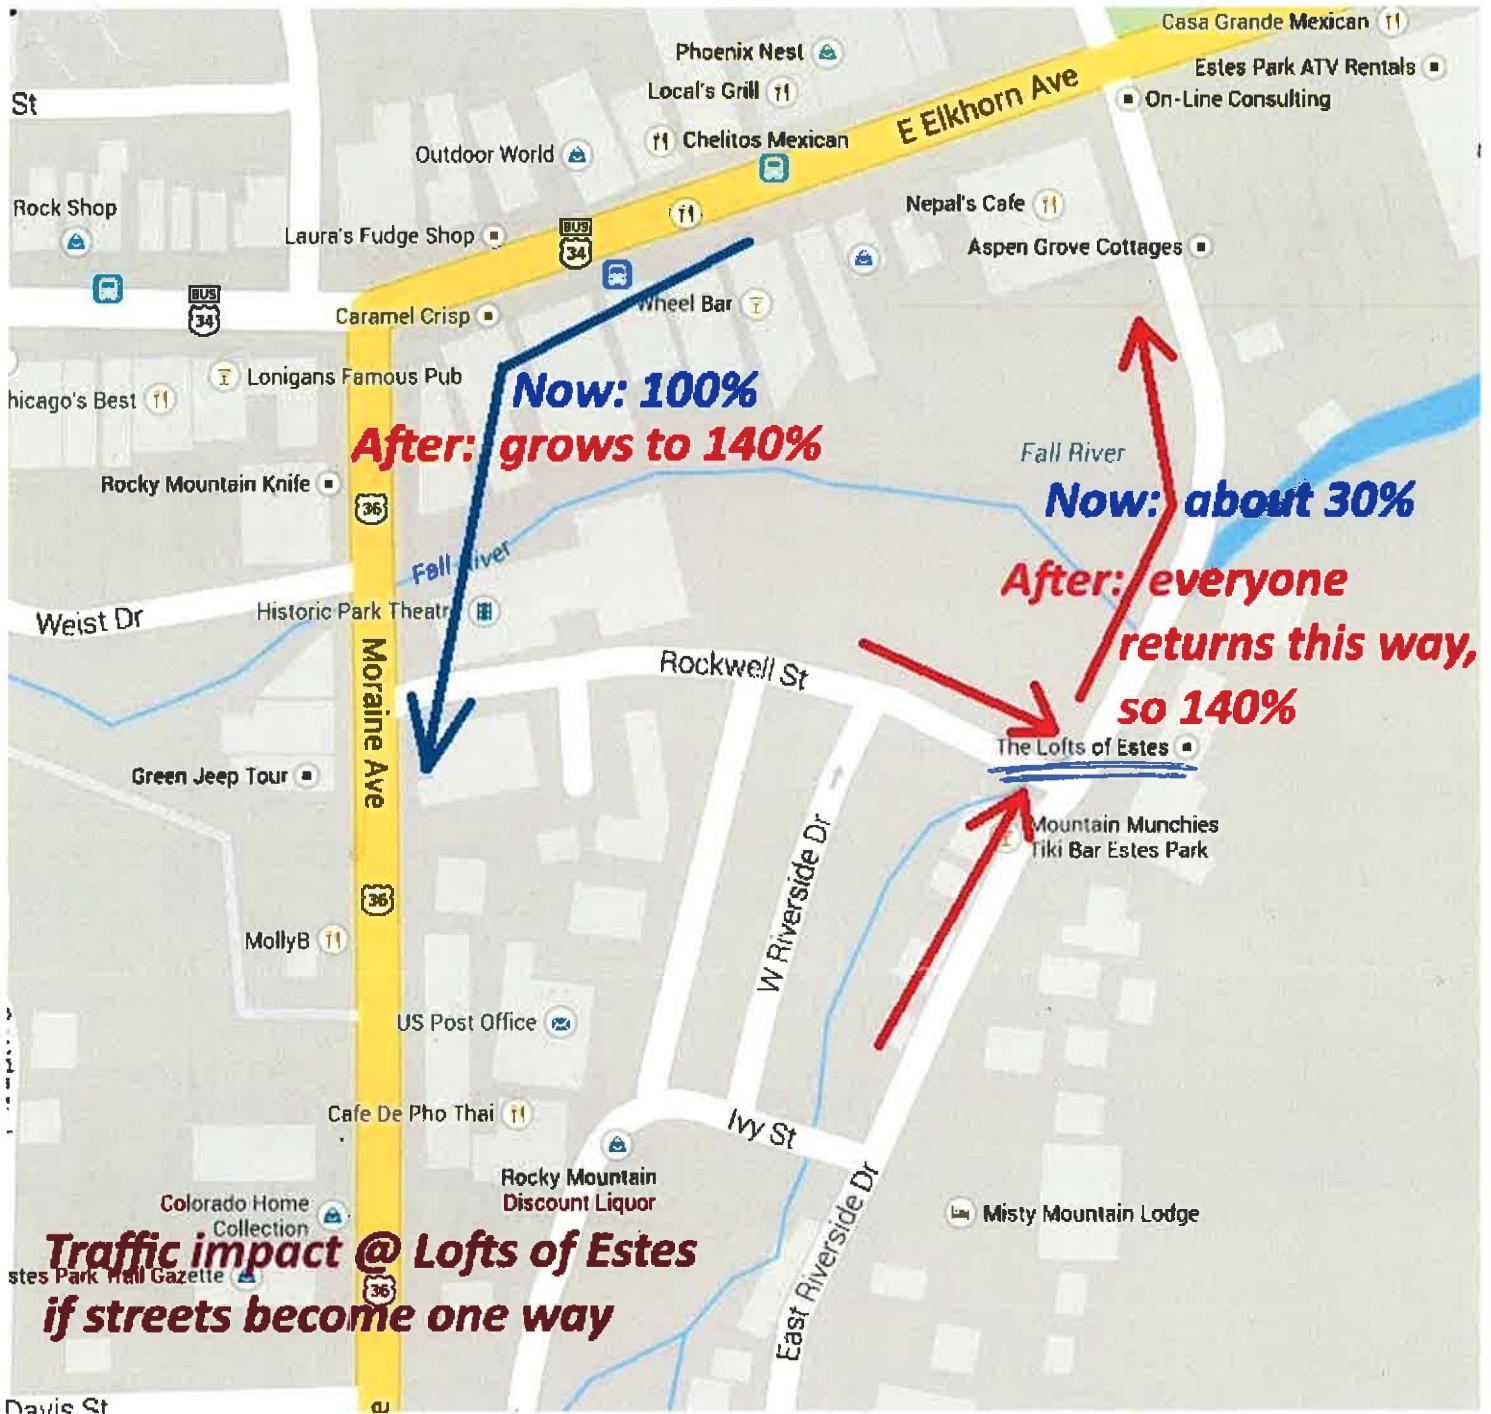 Casa Grande Mexican
Phoenix Nest
Estes Park ATV Rentals
Local's Grill
On-Line Consulting
St
E Elkhorn Ave
Chelitos Mexican
Outdoor World
Rock Shop
Nepal's Cafe
Laura's Fudge Shop
BUS
34
Aspen Grove Cottages
BUS
34
Caramel Crisp
Wheel Bar
Lonigans Famous Pub
Now: 100%
hicago's Best
After: grows to 140%
Fall River
Rocky Mountain Knife
36
Now: about 30%
Fall River
After: everyone
returns this way,
so 140%
Weist Dr
Historic Park Theatr
Moraine Ave
Rockwell St
The Lofts of Estes
Green Jeep Tour
Mountain Munchies
Tiki Bar Estes Park
W Riverside Dr
36
MollyB
US Post Office
Cafe De Pho Thai
Ivy St
Rocky Mountain
Discount Liquor
East Riverside Dr
Misty Mountain Lodge
Colorado Home
Collection
Traffic impact @ Lofts of Estes
stes Park Trail Gazette
36
if streets become one way
Davis St
e